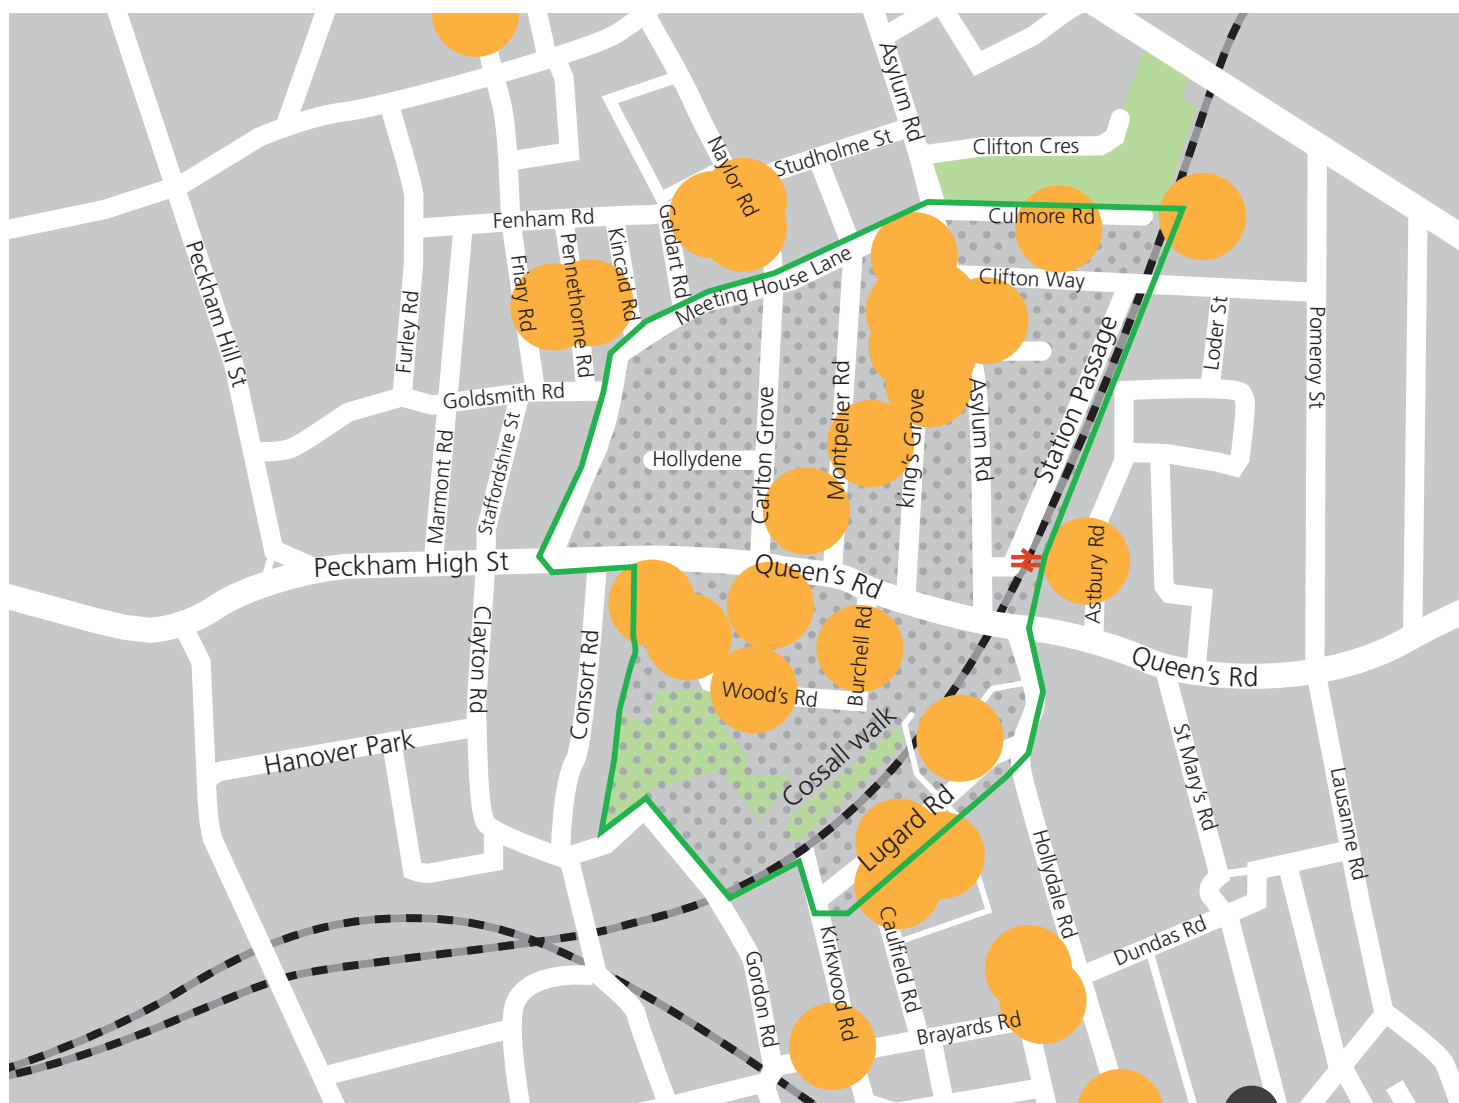 Asylum Rd
Clifton Cres
Studholme St
Naylor Rd
Culmore Rd
Fenham Rd
Geldart Rd
Kincaid Rd
Pennethorne Rd
Friary Rd
Peckham Hill St
Furley Rd
Meeting House Lane
Clifton Way
Loder St
Pomeroy St
Station Passage
Goldsmith Rd
Staffordshire St
Marmont Rd
Hollydene
Carlton Grove
Montpelier Rd
king's Grove
Asylum Rd
Astbury Rd
Peckham High St
Queen's Rd
Queen's Rd
Clayton Rd
Consort Rd
Burchell Rd
Wood's Rd
Hanover Park
Cossall walk
Lugard Rd
St Mary's Rd
Lausanne Rd
Hollydale Rd
Dundas Rd
Caulfield Rd
Kirkwood Rd
Gordon Rd
Brayards Rd